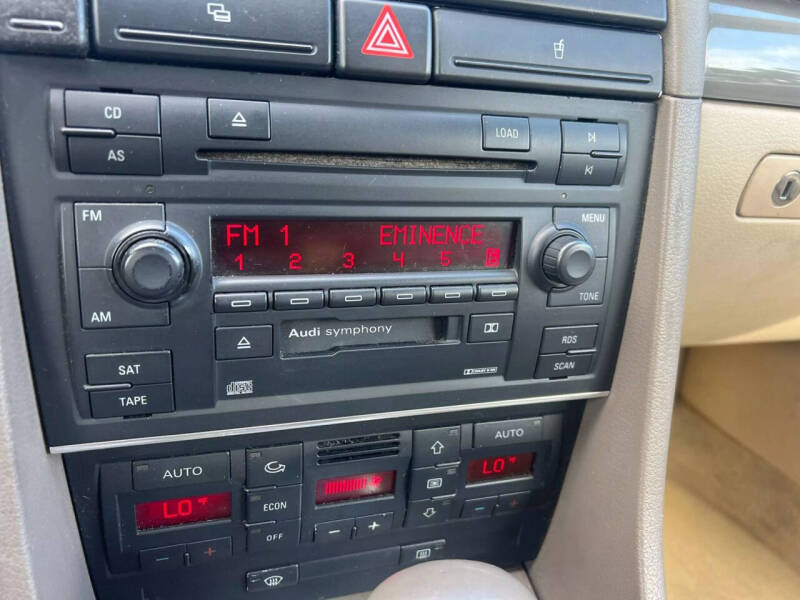 CD
LOAD
AS
FM
FM 1 EMINENCE
1 2 3 4 5 6
MENU
AM
TONE
Audi symphony
SAT
TAPE
RDS
SCAN
AUTO
AUTO
LO
LO
ECON
OFF